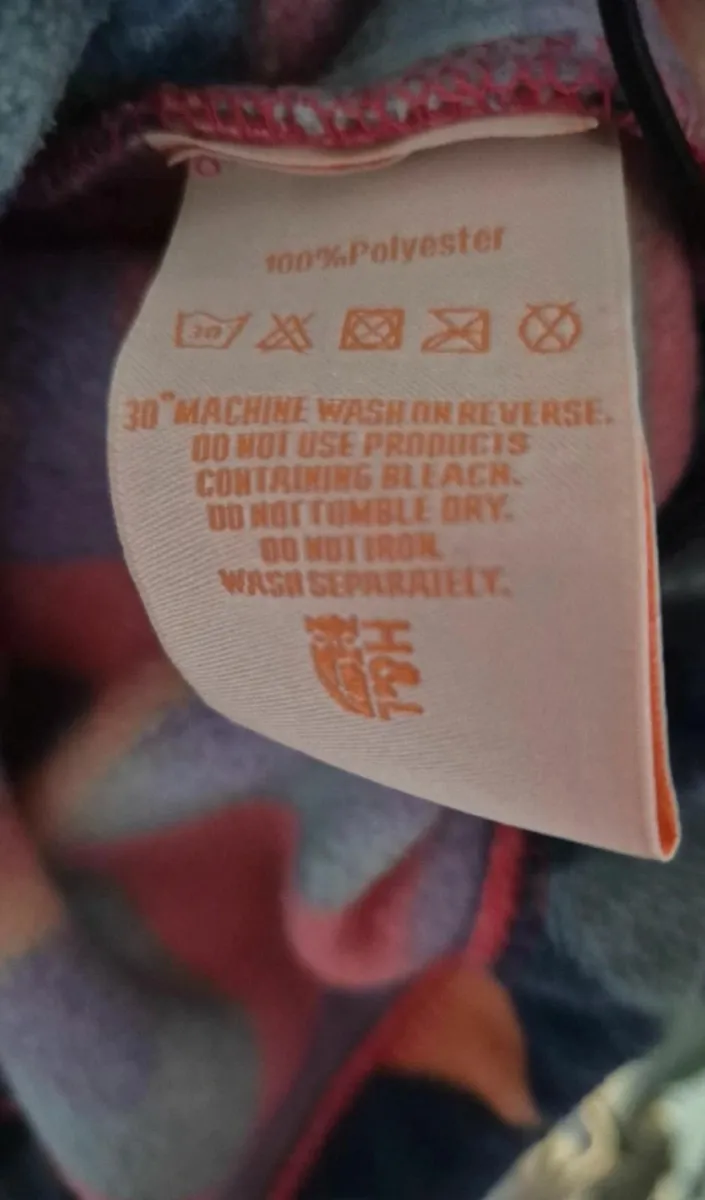 100%Polyester
30
30°MACHINE WASH ON REVERSE.
DO NOT USE PRODUCTS
CONTAINING BLEACH.
DO NOT TUMBLE DRY.
DO NOT IRON.
WASH SEPARATELY.